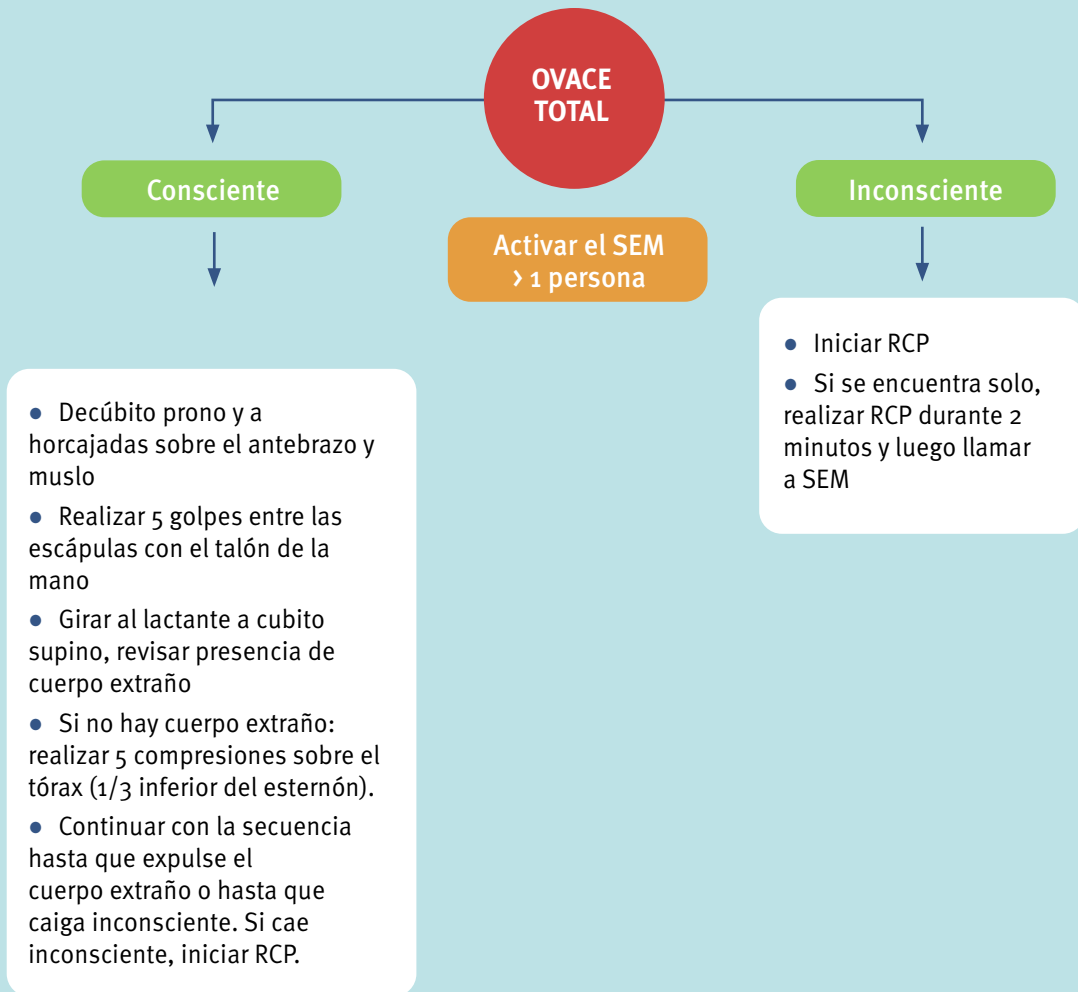 OVACE
TOTAL
Consciente
Inconsciente
Activar el SEM
> 1 persona
● Decúbito prono y a
horcajadas sobre el antebrazo y
muslo
● Realizar 5 golpes entre las
escápulas con el talón de la
mano
● Girar al lactante a cubito
supino, revisar presencia de
cuerpo extraño
● Si no hay cuerpo extraño:
realizar 5 compresiones sobre el
tórax (1/3 inferior del esternón).
● Continuar con la secuencia
hasta que expulse el
cuerpo extraño o hasta que
caiga inconsciente. Si cae
inconsciente, iniciar RCP.
● Iniciar RCP
● Si se encuentra solo,
realizar RCP durante 2
minutos y luego llamar
a SEM